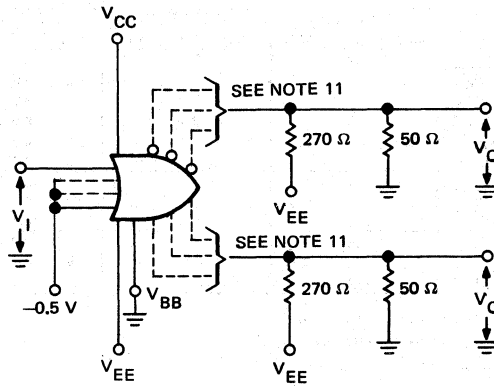 VCC
SEE NOTE 11
270 Ω
50 Ω
VO
VEE
VI
SEE NOTE 11
–0.5 V
VBB
270 Ω
50 Ω
VO
VEE
VEE